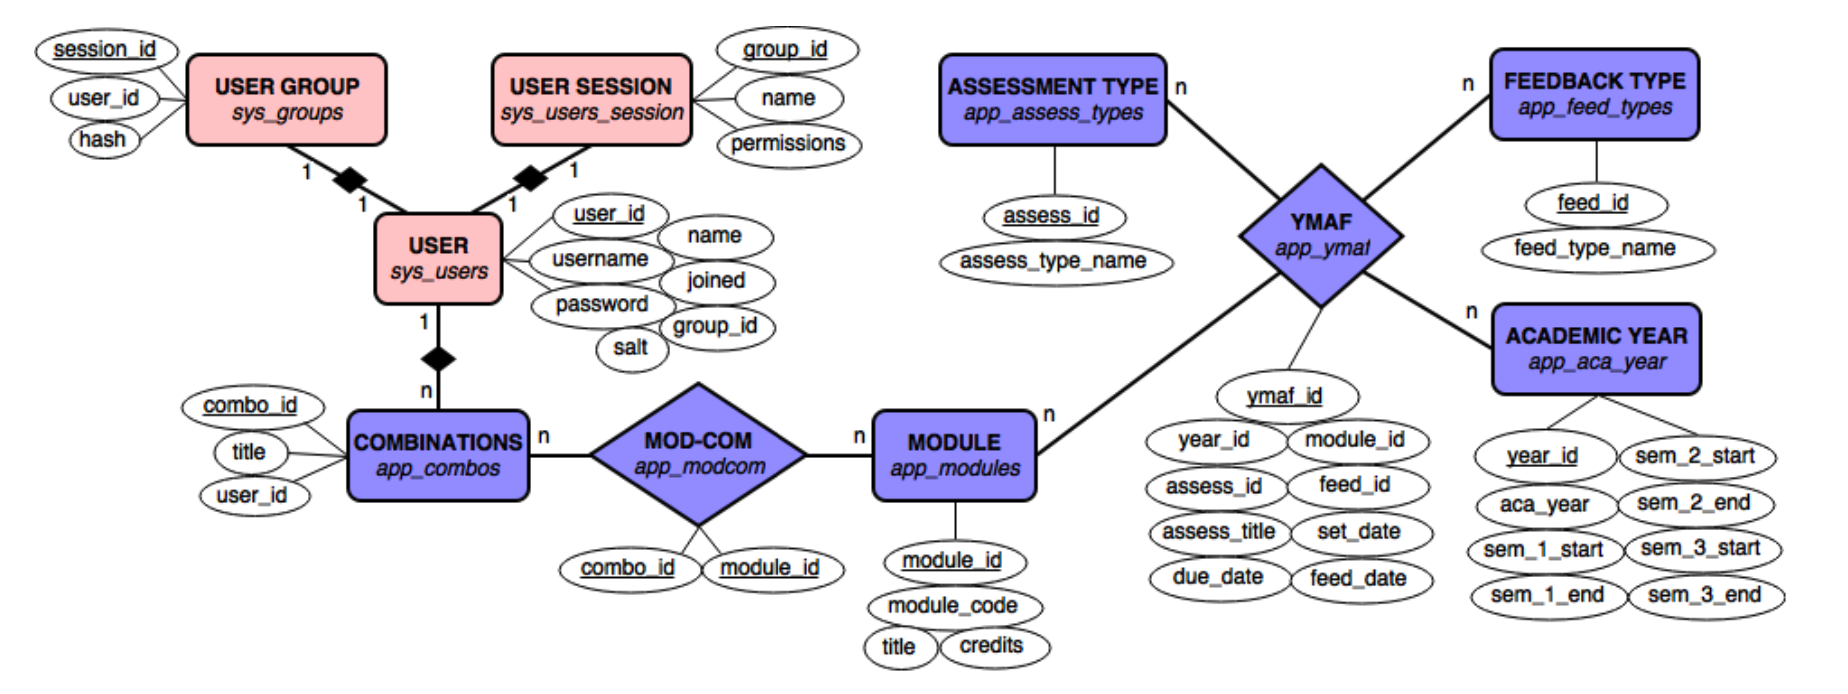 session_id
user_id
hash
USER GROUP
sys_groups
USER SESSION
sys_users_session
group_id
name
permissions
1
1
1
1
USER
sys_users
user_id
username
password
salt
name
joined
group_id
1
n
combo_id
title
user_id
COMBINATIONS
app_combos
n
MOD-COM
app_modcom
combo_id
module_id
n
MODULE
app_modules
n
module_id
module_code
title
credits
ASSESSMENT TYPE
app_assess_types
n
assess_id
assess_type_name
n
FEEDBACK TYPE
app_feed_types
feed_id
feed_type_name
YMAF
app_ymaf
ymaf_id
year_id
module_id
assess_id
feed_id
assess_title
set_date
due_date
feed_date
n
ACADEMIC YEAR
app_aca_year
year_id
sem_2_start
aca_year
sem_2_end
sem_1_start
sem_3_start
sem_1_end
sem_3_end